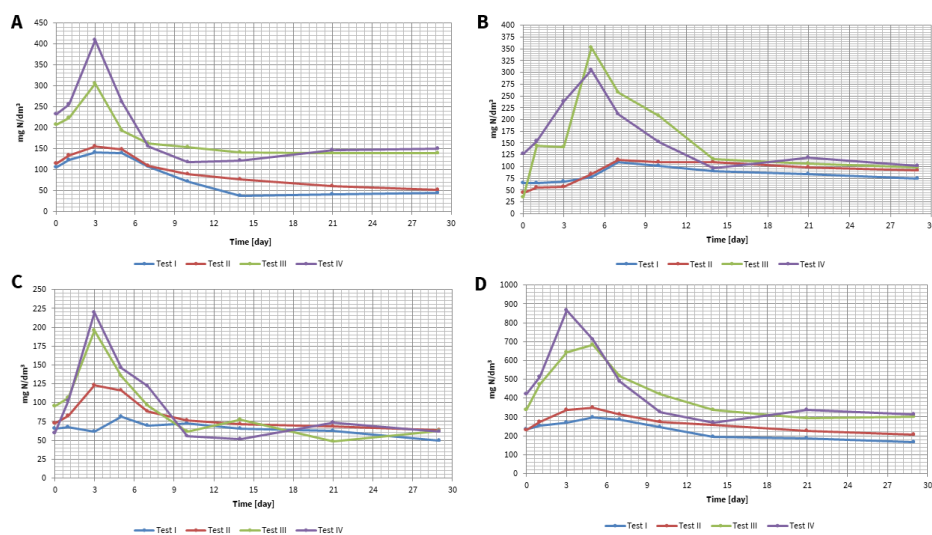 A
mg N/dm³
450
400
350
300
250
200
150
100
50
0
0 3 6 9 12 15 18 21 24 27 30
Time [day]
Test I Test II Test III Test IV
B
mg N/dm³
400
375
350
325
300
275
250
225
200
175
150
125
100
75
50
25
0
0 3 6 9 12 15 18 21 24 27 30
Time [day]
Test I Test II Test III Test IV
C
mg N/dm³
250
225
200
175
150
125
100
75
50
25
0
0 3 6 9 12 15 18 21 24 27 30
Time [day]
Test I Test II Test III Test IV
D
mg N/dm³
1000
900
800
700
600
500
400
300
200
100
0
0 3 6 9 12 15 18 21 24 27 30
Time [day]
Test I Test II Test III Test IV